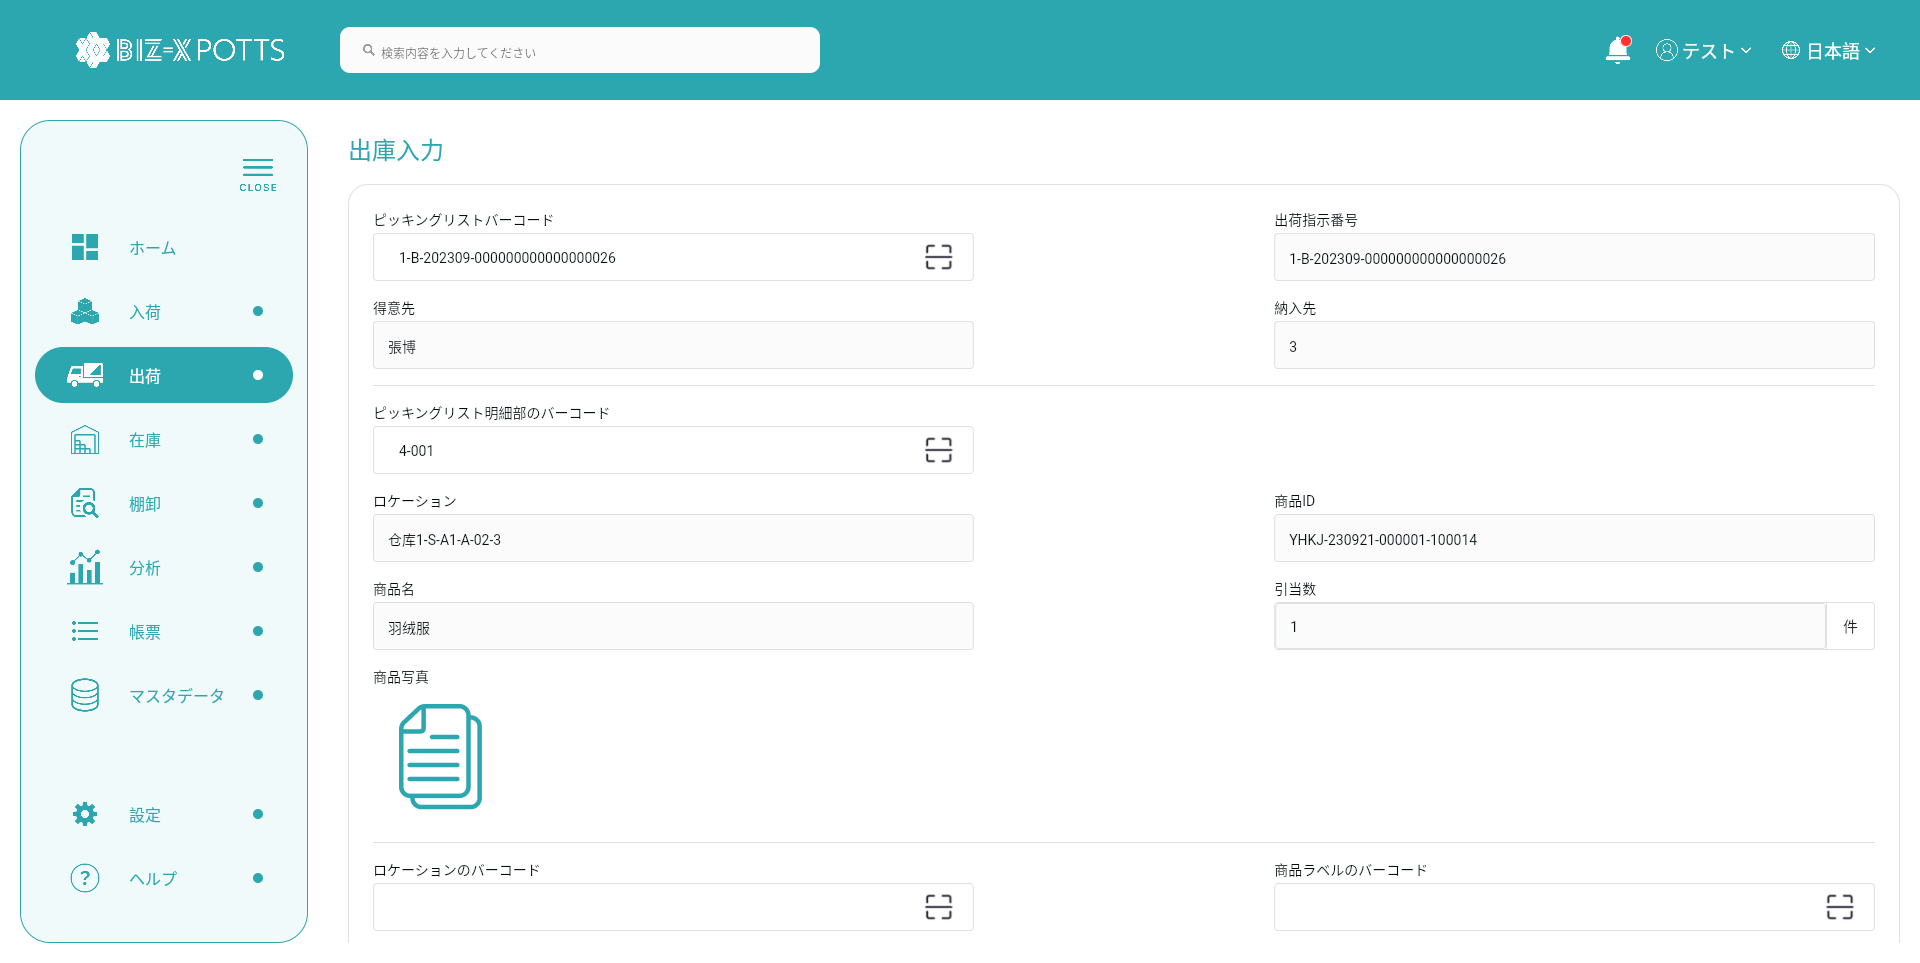 BIZ-X POTTS
検索内容を入力してください
テスト
日本語
CLOSE
ホーム
入荷
出荷
在庫
棚卸
分析
帳票
マスタデータ
設定
ヘルプ
出庫入力
ピッキングリストバーコード
出荷指示番号
1-B-202309-000000000000000026
1-B-202309-000000000000000026
得意先
納入先
張博
3
ピッキングリスト明細部のバーコード
4-001
ロケーション
商品ID
仓库1-S-A1-A-02-3
YHKJ-230921-000001-100014
商品名
引当数
羽绒服
1
件
商品写真
ロケーションのバーコード
商品ラベルのバーコード